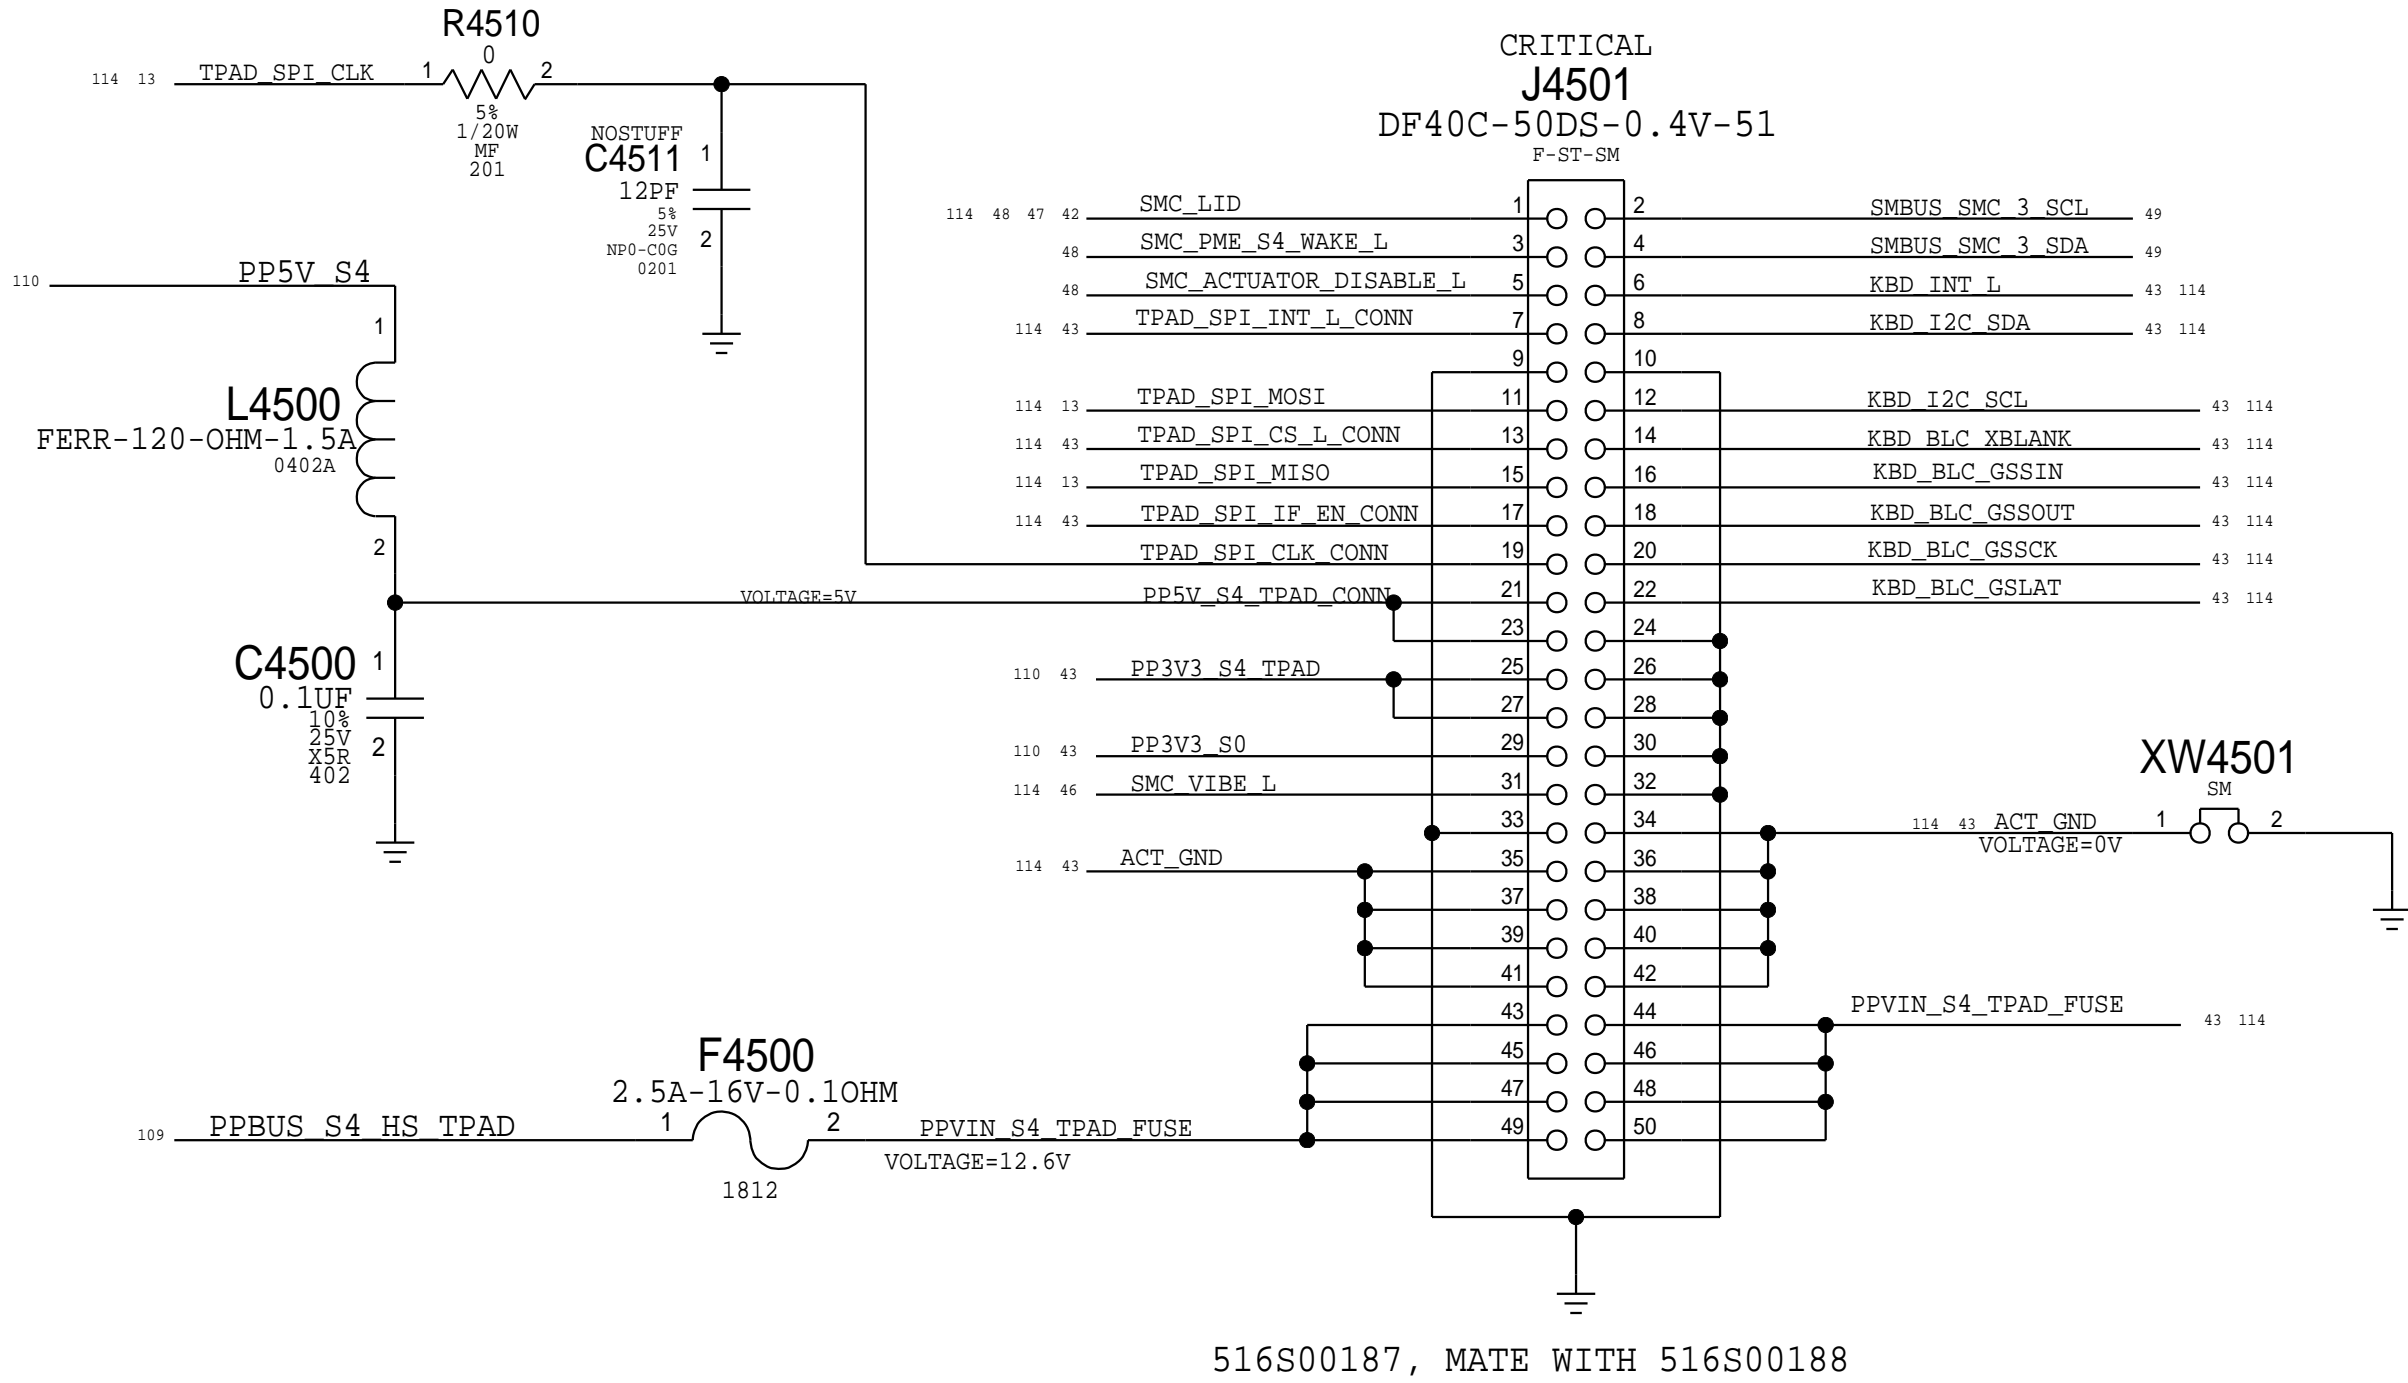 R4510
0
114 13 TPAD_SPI_CLK 1 2
5%
1/20W
MF
201
NOSTUFF
C4511 1
12PF
5%
25V
NP0-C0G
0201
2
110 PP5V_S4
1
L4500
FERR-120-OHM-1.5A
0402A
2
VOLTAGE=5V
C4500 1
0.1UF
10%
25V
X5R
402
2
F4500
2.5A-16V-0.1OHM
109 PPBUS_S4_HS_TPAD 1 2 PPVIN_S4_TPAD_FUSE
VOLTAGE=12.6V
1812
CRITICAL
J4501
DF40C-50DS-0.4V-51
F-ST-SM
114 48 47 42 SMC_LID 1 2 SMBUS_SMC_3_SCL 49
48 SMC_PME_S4_WAKE_L 3 4 SMBUS_SMC_3_SDA 49
48 SMC_ACTUATOR_DISABLE_L 5 6 KBD_INT_L 43 114
114 43 TPAD_SPI_INT_L_CONN 7 8 KBD_I2C_SDA 43 114
9 10
114 13 TPAD_SPI_MOSI 11 12 KBD_I2C_SCL 43 114
114 43 TPAD_SPI_CS_L_CONN 13 14 KBD_BLC_XBLANK 43 114
114 13 TPAD_SPI_MISO 15 16 KBD_BLC_GSSIN 43 114
114 43 TPAD_SPI_IF_EN_CONN 17 18 KBD_BLC_GSSOUT 43 114
TPAD_SPI_CLK_CONN 19 20 KBD_BLC_GSSCK 43 114
PP5V_S4_TPAD_CONN 21 22 KBD_BLC_GSLAT 43 114
23 24
110 43 PP3V3_S4_TPAD 25 26
27 28
110 43 PP3V3_S0 29 30
114 46 SMC_VIBE_L 31 32
33 34 114 43 ACT_GND
VOLTAGE=0V
XW4501
SM
1 2
114 43 ACT_GND 35 36
37 38
39 40
41 42
43 44 PPVIN_S4_TPAD_FUSE 43 114
45 46
47 48
49 50
516S00187, MATE WITH 516S00188